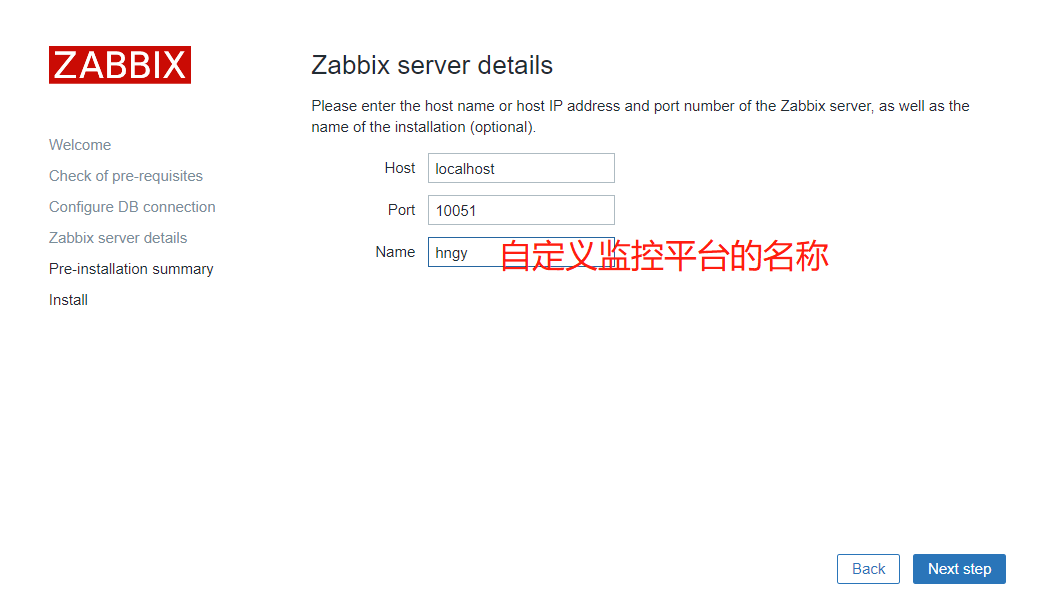 ZABBIX
Welcome
Check of pre-requisites
Configure DB connection
Zabbix server details
Pre-installation summary
Install
Zabbix server details
Please enter the host name or host IP address and port number of the Zabbix server, as well as the
name of the installation (optional).
Host localhost
Port 10051
Name hngy 自定义监控平台的名称
Back Next step